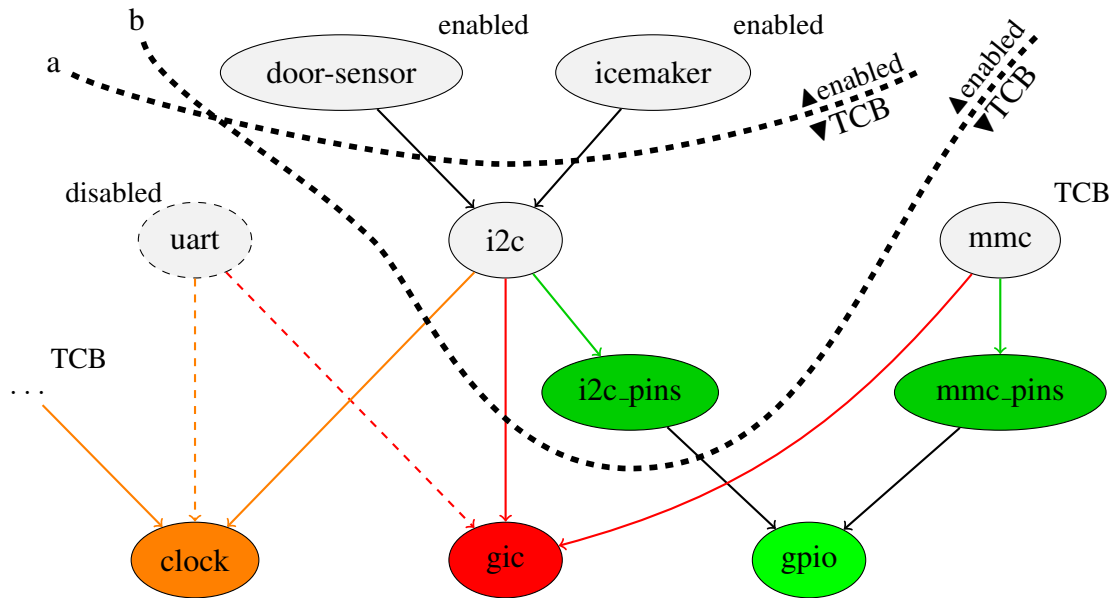 b
enabled
enabled
a
door-sensor
icemaker
▲enabled
▼TCB
▲enabled
▼TCB
disabled
TCB
uart
i2c
mmc
TCB
...
i2c_pins
mmc_pins
clock
gic
gpio